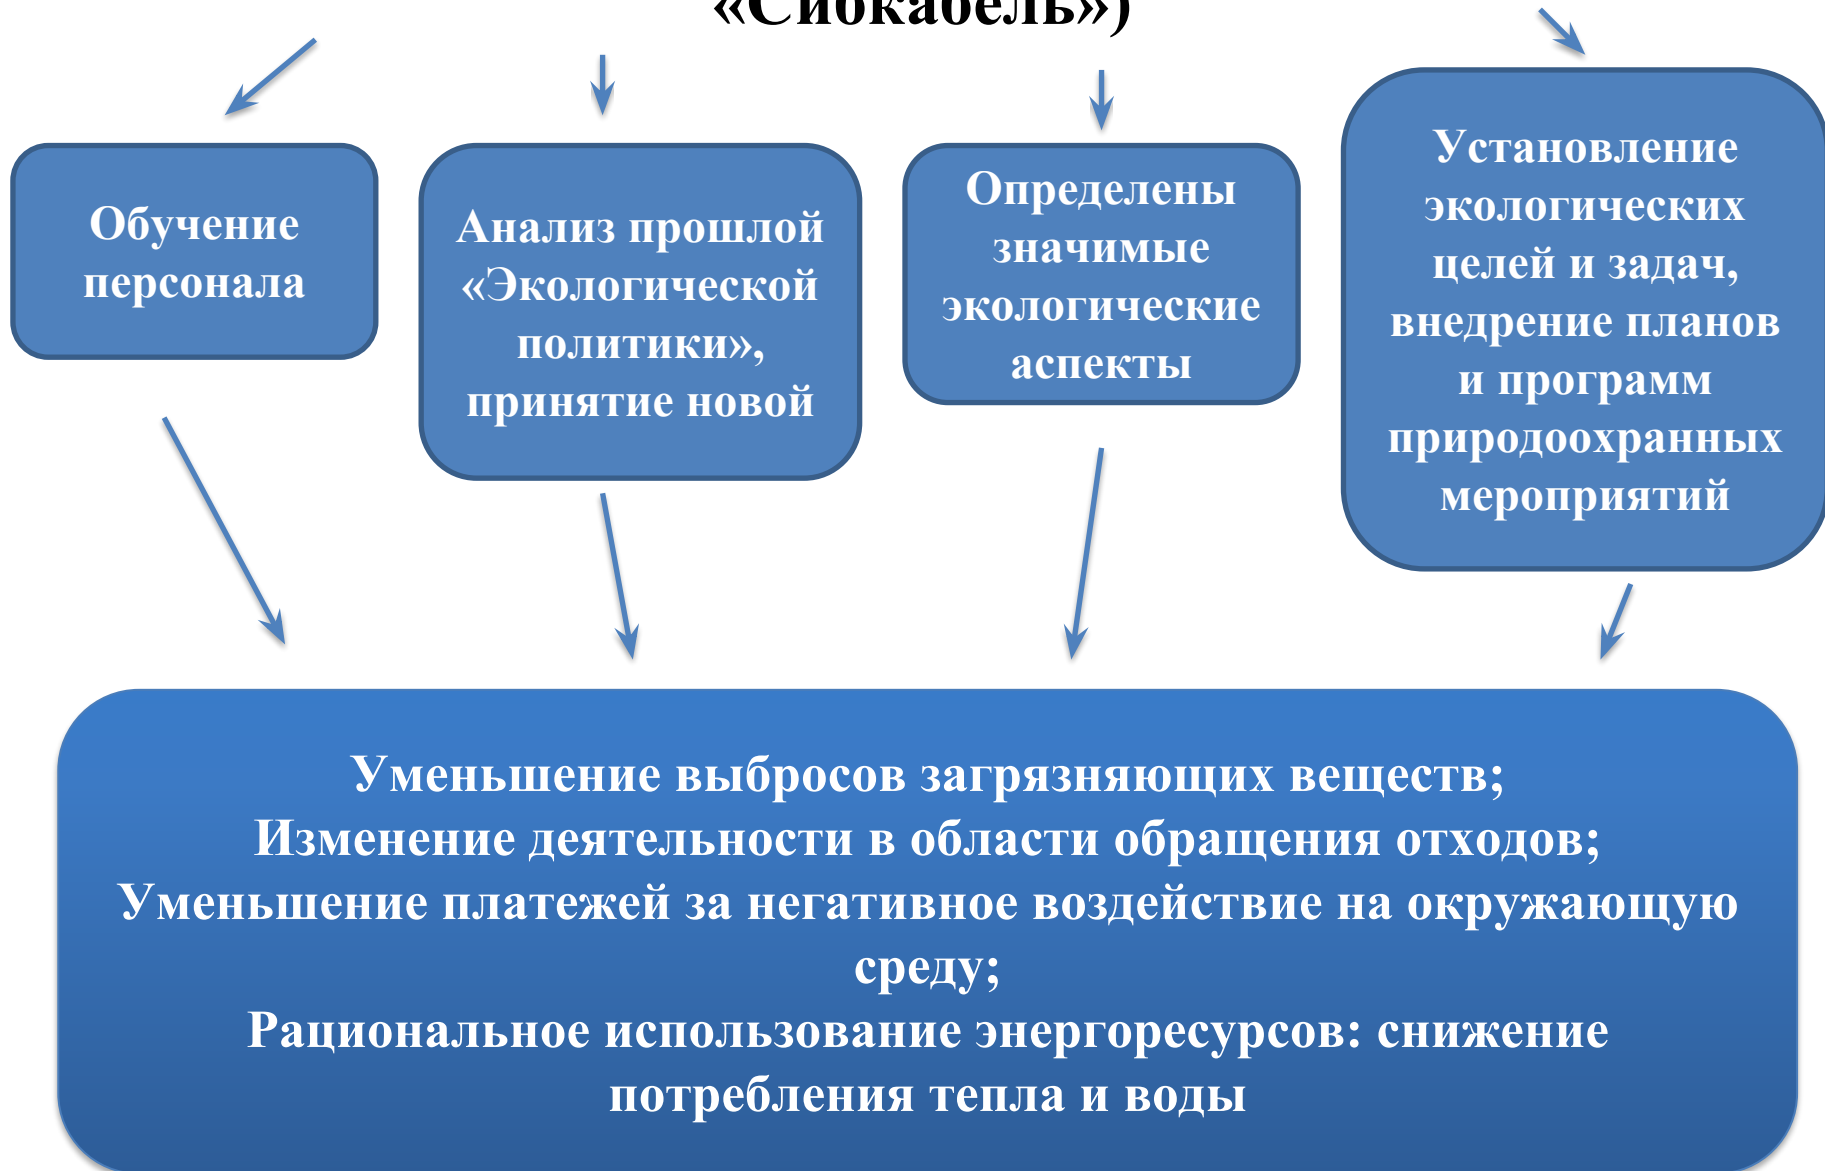 «Сибкабель»)
Обучение
персонала
Анализ прошлой
«Экологической
политики»,
принятие новой
Определены
значимые
экологические
аспекты
Установление
экологических
целей и задач,
внедрение планов
и программ
природоохранных
мероприятий
Уменьшение выбросов загрязняющих веществ;
Изменение деятельности в области обращения отходов;
Уменьшение платежей за негативное воздействие на окружающую
среду;
Рациональное использование энергоресурсов: снижение
потребления тепла и воды